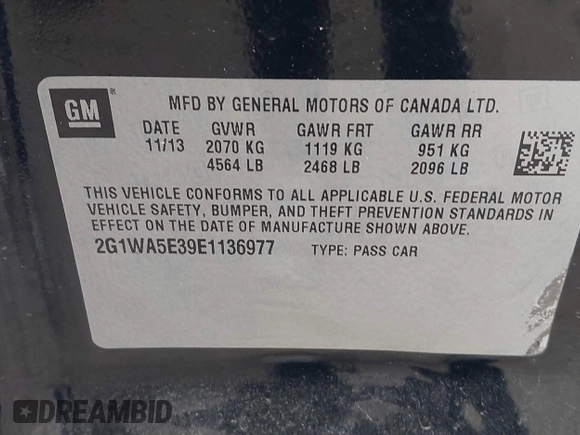 GM
MFD BY GENERAL MOTORS OF CANADA LTD.
DATE GVWR GAWR FRT GAWR RR
11/13 2070 KG 1119 KG 951 KG
4564 LB 2468 LB 2096 LB
THIS VEHICLE CONFORMS TO ALL APPLICABLE U.S. FEDERAL MOTOR
VEHICLE SAFETY, BUMPER, AND THEFT PREVENTION STANDARDS IN
EFFECT ON THE DATE OF MANUFACTURE SHOWN ABOVE.
2G1WA5E39E1136977 TYPE: PASS CAR
DREAMBID